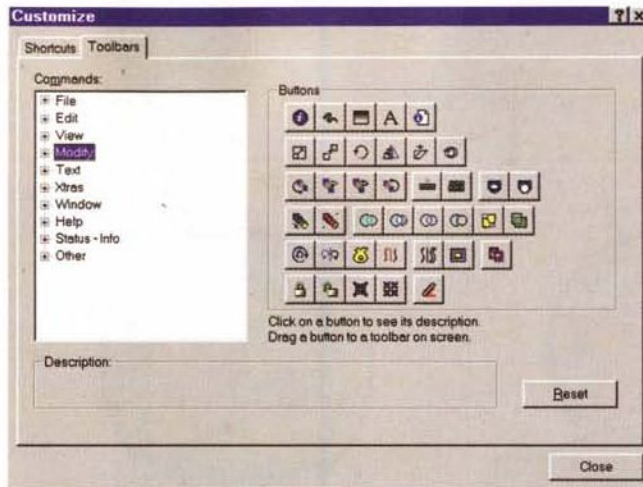 Customize
Shortcuts Toolbars
Commands:
File
Edit
View
Modify
Text
Xtras
Window
Help
Status - Info
Other
Buttons
A
Click on a button to see its description.
Drag a button to a toolbar on screen.
Description:
Reset
Close